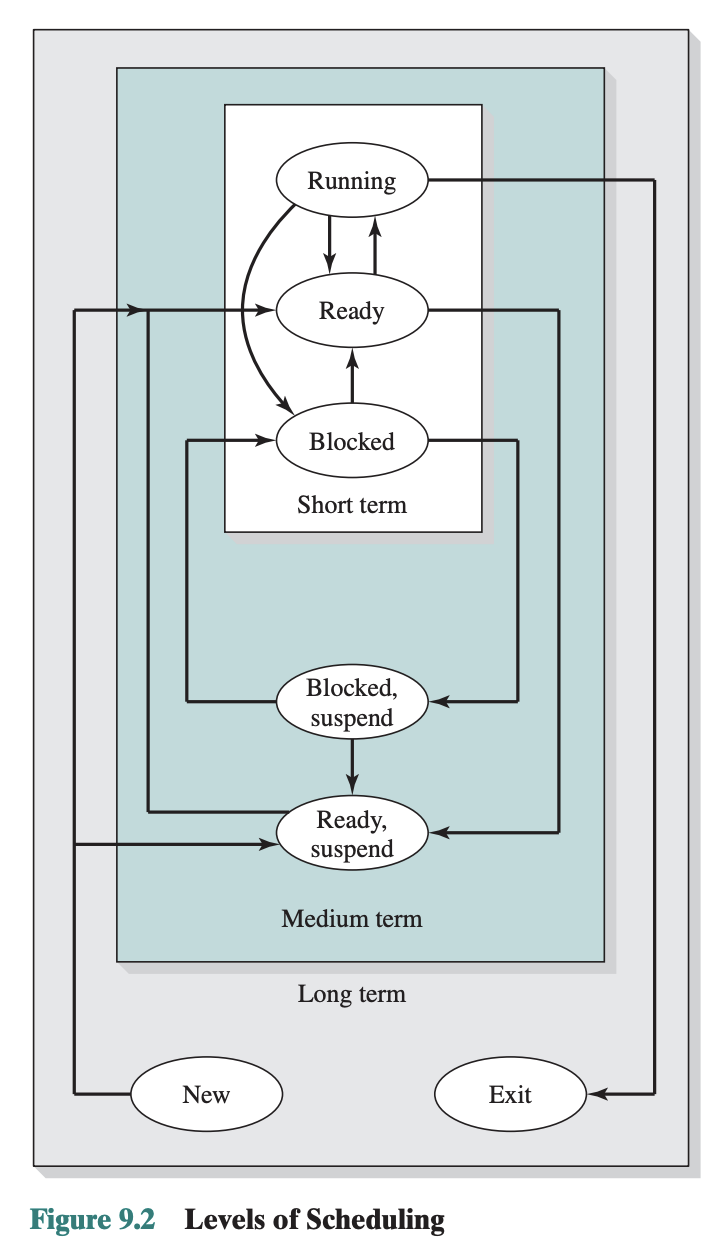 Running
Ready
Blocked
Short term
Blocked,
suspend
Ready,
suspend
Medium term
Long term
New
Exit
Figure 9.2 Levels of Scheduling